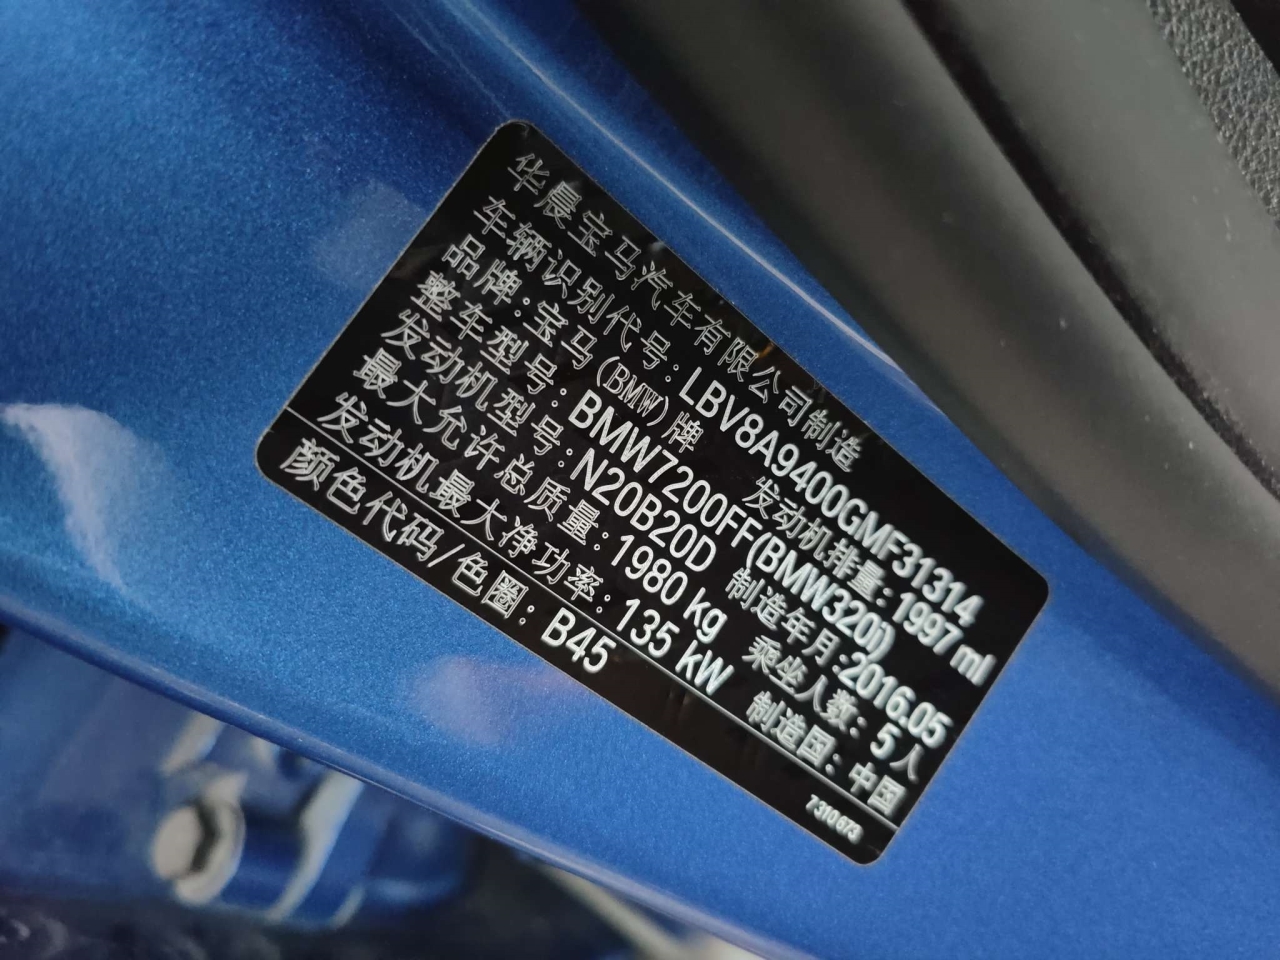 华晨宝马汽车有限公司制造
车辆识别代号:LBV8A9400GMF31314
品牌:宝马(BMW)牌 发动机排量:1997 ml
整车型号:BMW7200FF(BMW320i)
发动机型号:N20B20D 制造年月:2016.05
最大允许总质量:1980 kg 乘坐人数:5人
发动机最大净功率:135 kW 制造国:中国
颜色代码/色圈:B45
7310673